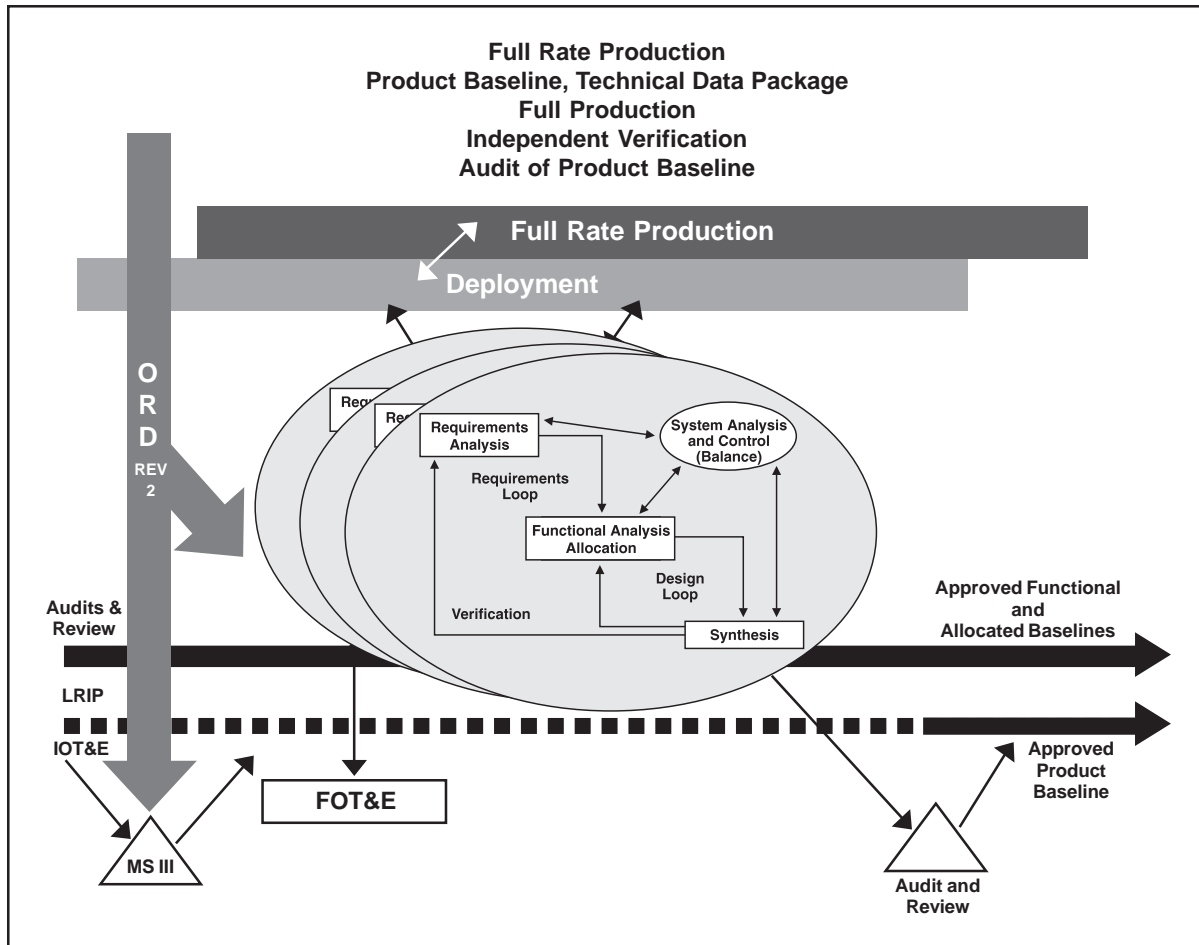 Full Rate Production
Product Baseline, Technical Data Package
Full Production
Independent Verification
Audit of Product Baseline
Full Rate Production
Deployment
O
R
D
REV
2
Requ
Req
Requirements
Analysis
System Analysis
and Control
(Balance)
Requirements
Loop
Functional Analysis
Allocation
Design
Loop
Verification
Synthesis
Audits &
Review
Approved Functional
and
Allocated Baselines
LRIP
IOT&E
Approved
Product
Baseline
FOT&E
MS III
Audit and
Review